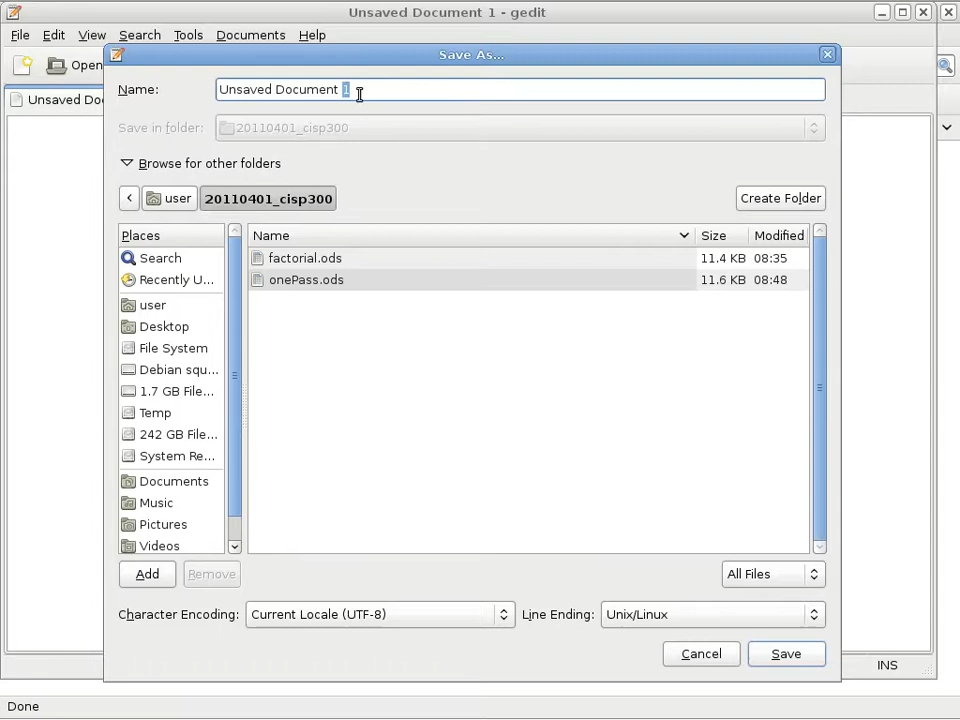 Unsaved Document 1 - gedit
File Edit View Search Tools Documents Help
Open
Save As...
Name: Unsaved Document 1
Unsaved Do
Save in folder: 20110401_cisp300
Browse for other folders
user 20110401_cisp300 Create Folder
Places Name Size Modified
Search factorial.ods 11.4 KB 08:35
Recently U... onePass.ods 11.6 KB 08:48
user
Desktop
File System
Debian squ...
1.7 GB File...
Temp
242 GB File...
System Re...
Documents
Music
Pictures
Videos
Add Remove All Files
Character Encoding: Current Locale (UTF-8) Line Ending: Unix/Linux
Cancel Save
INS
Done